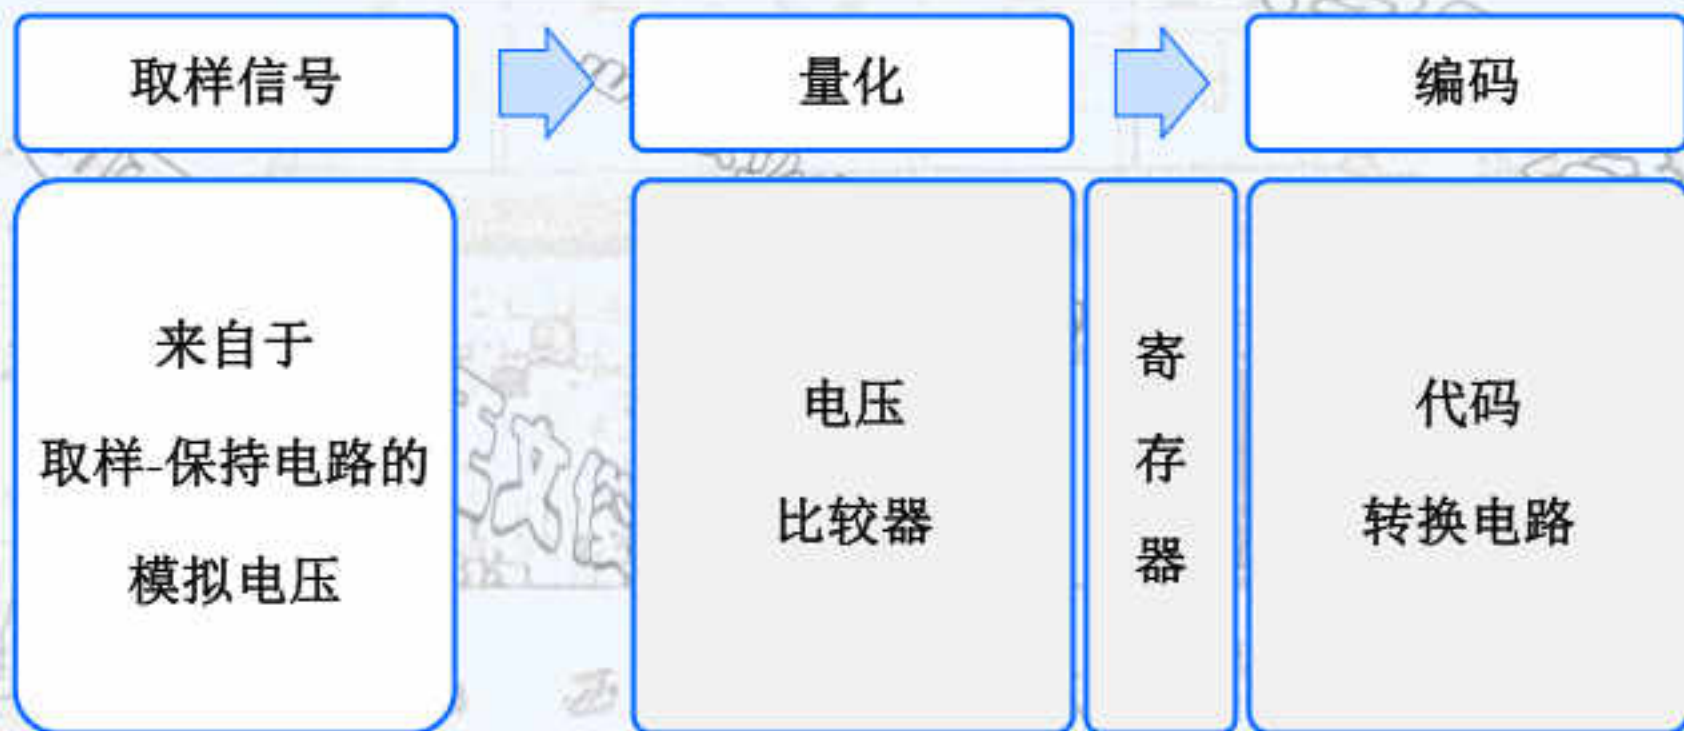 取样信号
量化
编码
来自于
取样-保持电路的
模拟电压
电压
比较器
寄
存
器
代码
转换电路